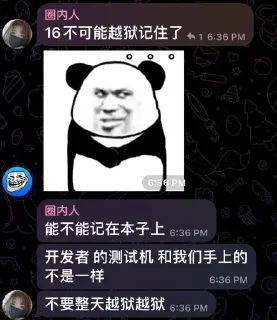 圈内人
16不可能越狱记住了 1 6:36 PM
6:36 PM
圈内人
能不能记在本子上 6:36 PM
开发者 的测试机 和我们手上的
不是一样 6:36 PM
不要整天越狱越狱 6:36 PM